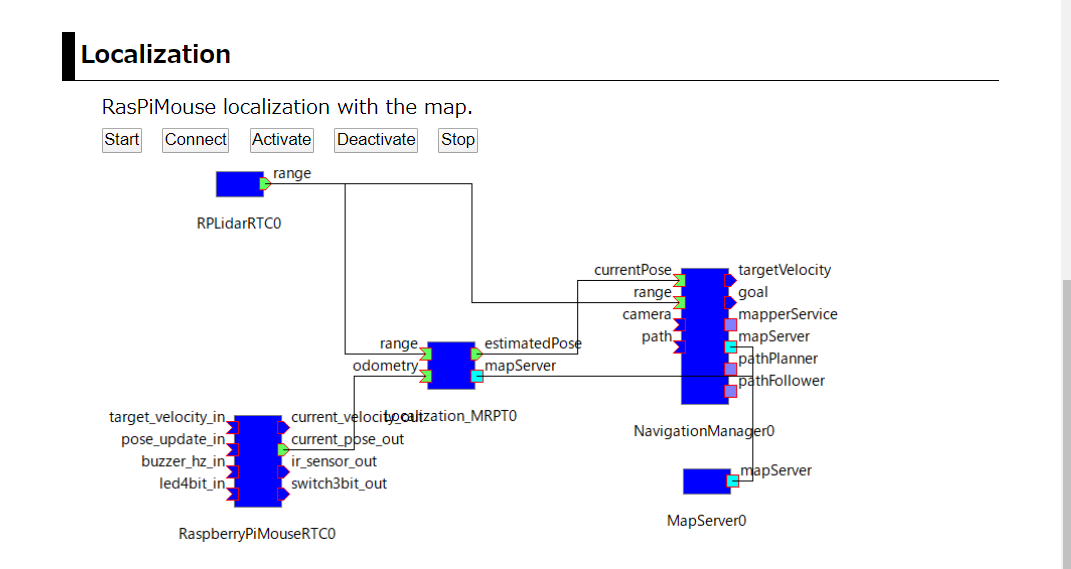 Localization
RasPiMouse localization with the map.
Start Connect Activate Deactivate Stop
range
RPLidarRTC0
currentPose targetVelocity
range goal
camera mapperService
path mapServer
pathPlanner
pathFollower
NavigationManager0
range estimatedPose
odometry mapServer
Localization_MRPT0
target_velocity_in current_velocity_out
pose_update_in current_pose_out
buzzer_hz_in ir_sensor_out
led4bit_in switch3bit_out
RaspberryPiMouseRTC0
mapServer
MapServer0